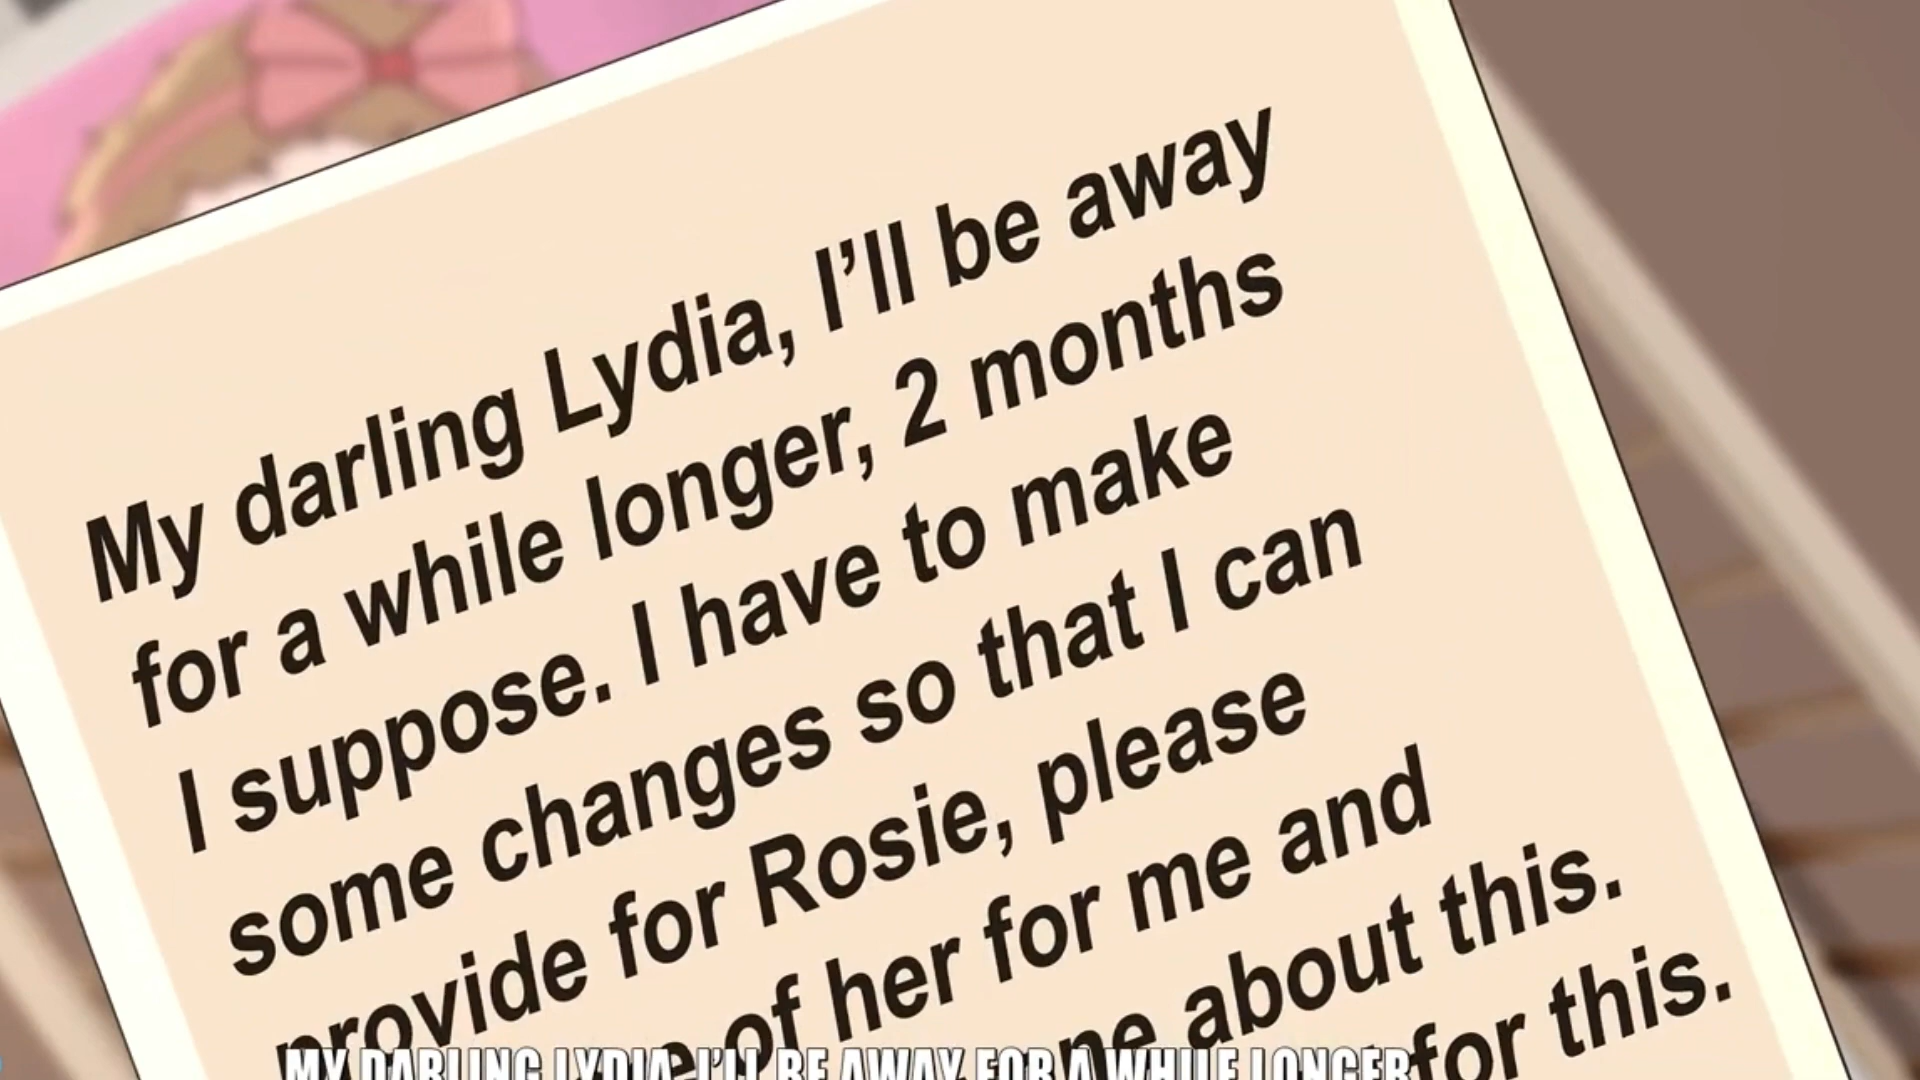 My darling Lydia, I'll be away
for a while longer, 2 months
I suppose. I have to make
some changes so that I can
provide for Rosie, please
of her for me and
about this.
for this.
MY DARLING LYDIA, I'LL BE AWAY FOR A WHILE LONGER